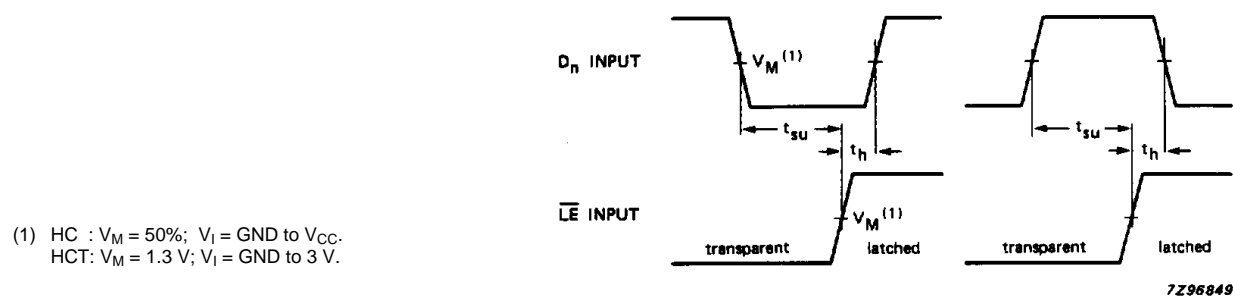 Dn INPUT
VM (1)
tsu
th
tsu
th
LE INPUT
VM (1)
transparent
latched
transparent
latched
(1) HC : VM = 50%; VI = GND to VCC.
HCT: VM = 1.3 V; VI = GND to 3 V.
7Z96849